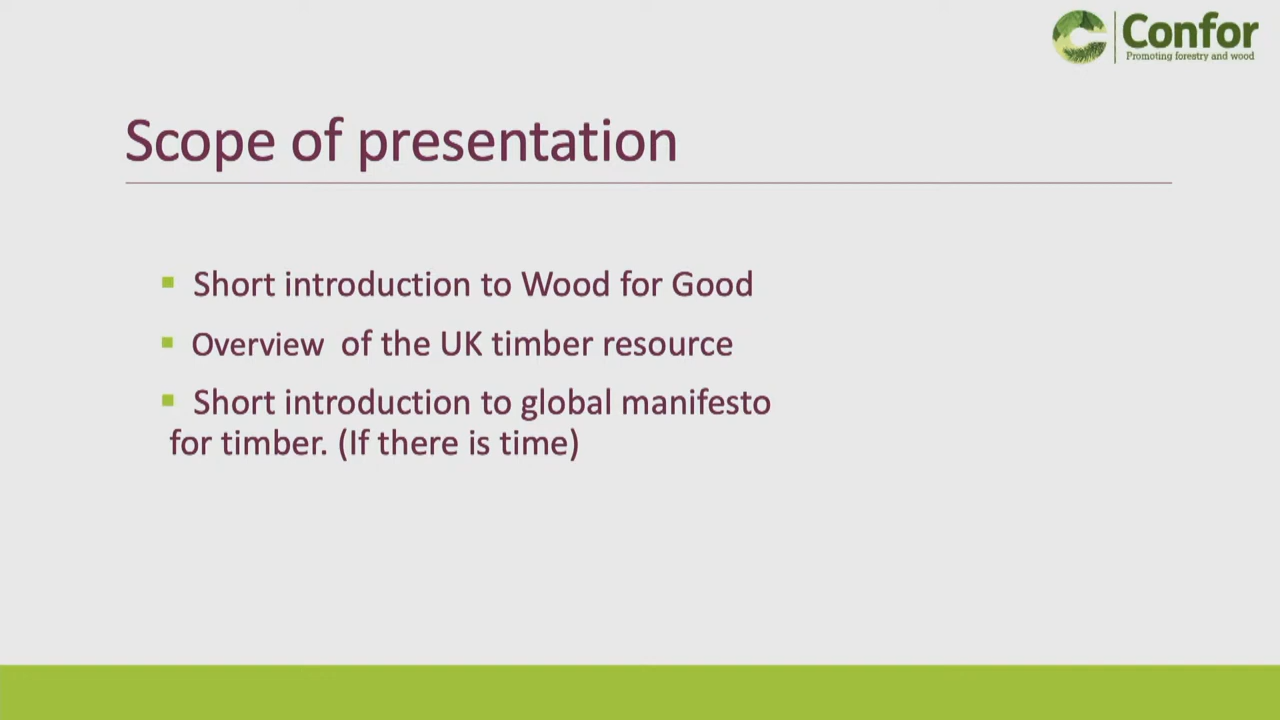 Confor
Promoting forestry and wood
Scope of presentation
Short introduction to Wood for Good
Overview of the UK timber resource
Short introduction to global manifesto
for timber. (If there is time)